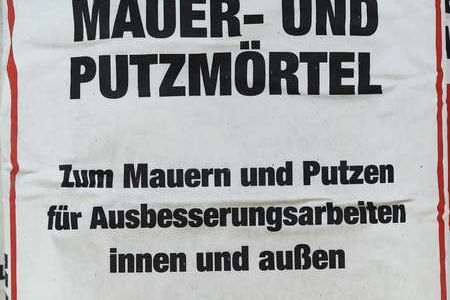 MAUER- UND
PUTZMÖRTEL
Zum Mauern und Putzen
für Ausbesserungsarbeiten
innen und außen